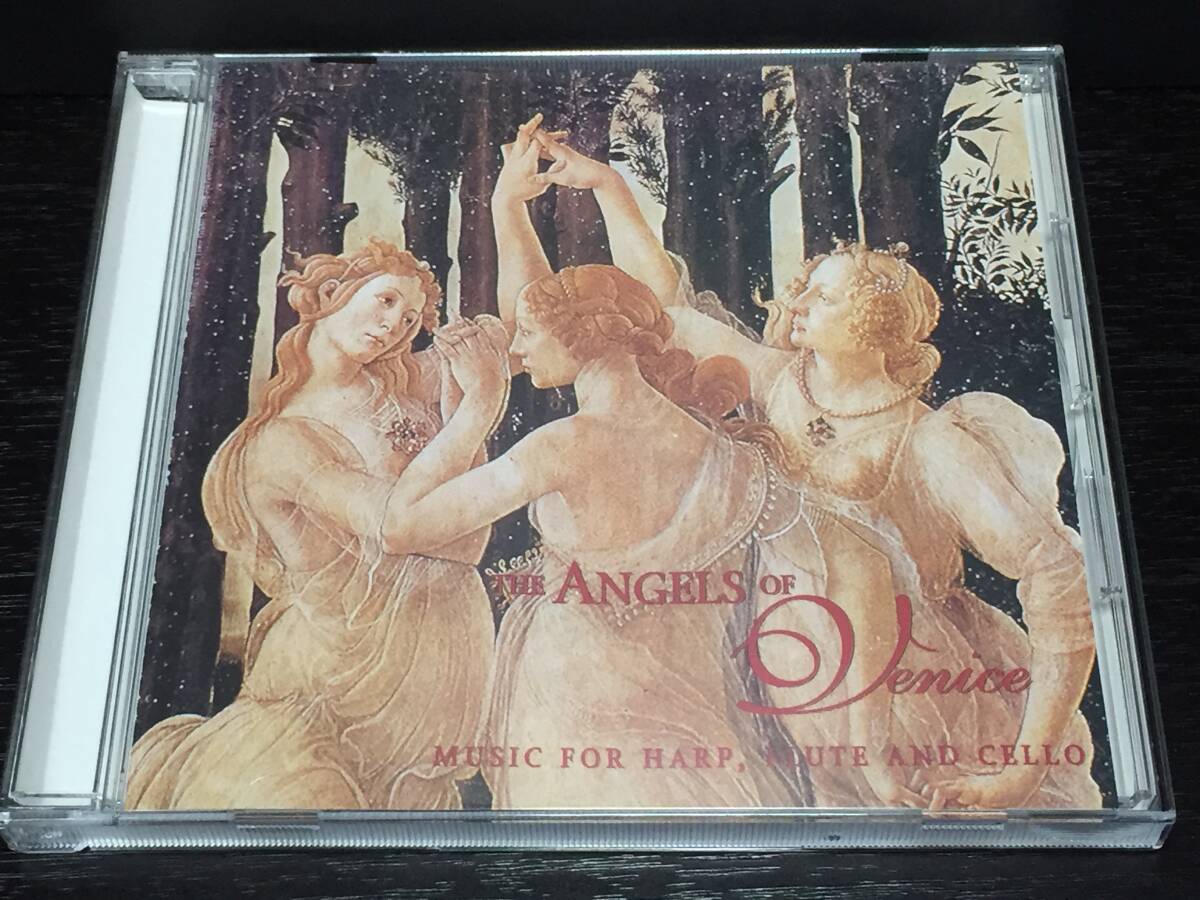 THE ANGELS OF
Venice
MUSIC FOR HARP, FLUTE AND CELLO